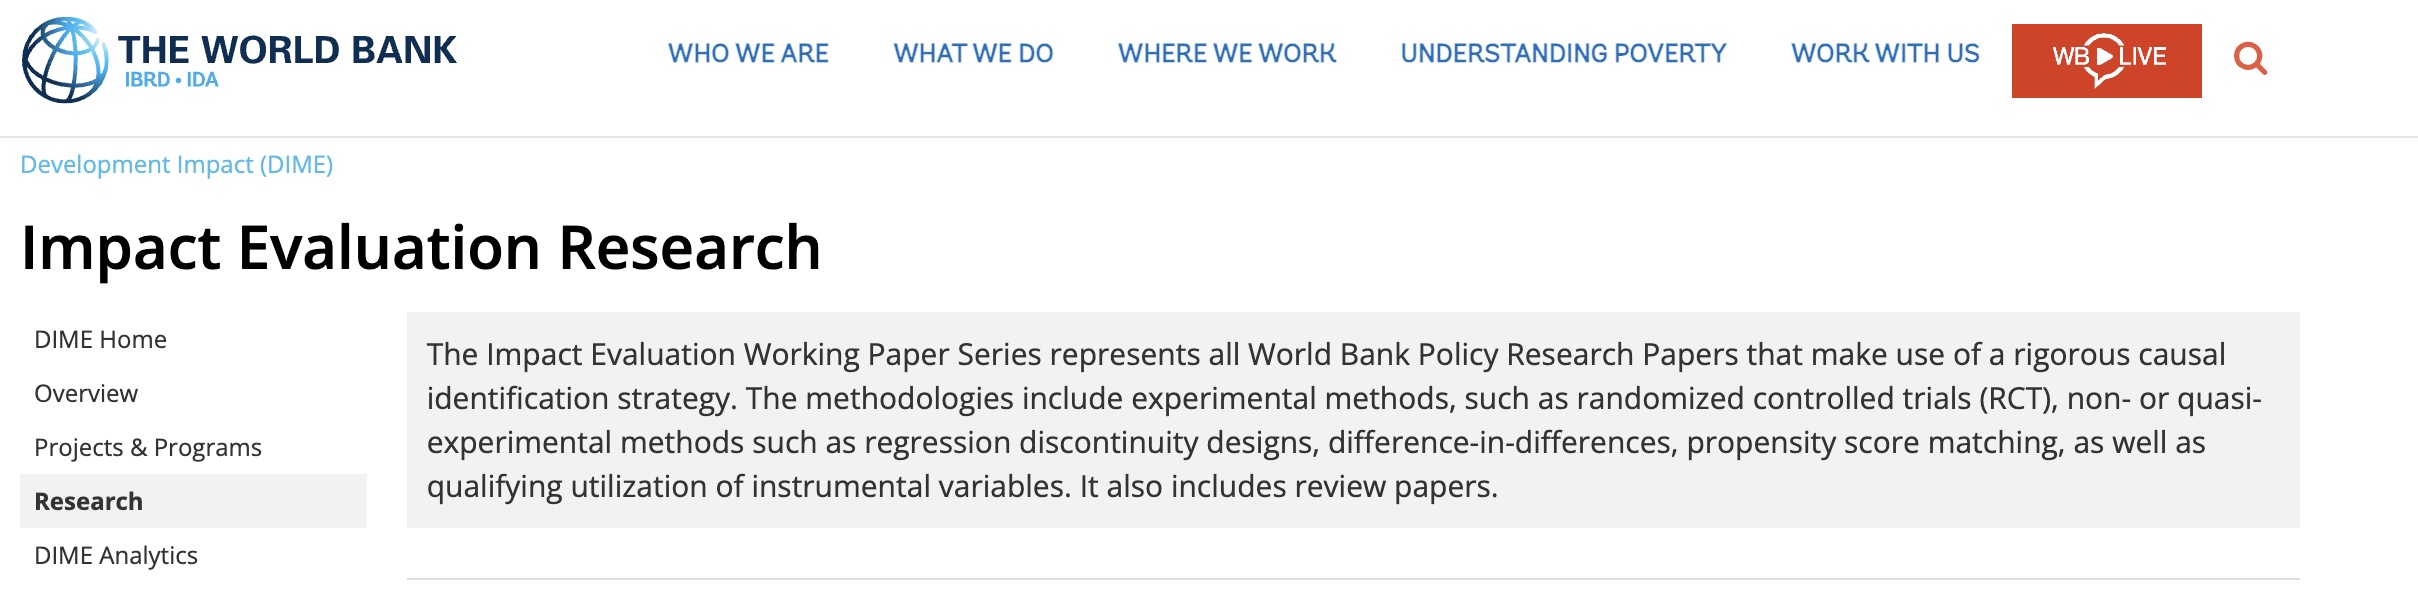 THE WORLD BANK
IBRD • IDA
WHO WE ARE
WHAT WE DO
WHERE WE WORK
UNDERSTANDING POVERTY
WORK WITH US
WB LIVE
Development Impact (DIME)
Impact Evaluation Research
DIME Home
Overview
Projects & Programs
Research
DIME Analytics
The Impact Evaluation Working Paper Series represents all World Bank Policy Research Papers that make use of a rigorous causal
identification strategy. The methodologies include experimental methods, such as randomized controlled trials (RCT), non- or quasi-
experimental methods such as regression discontinuity designs, difference-in-differences, propensity score matching, as well as
qualifying utilization of instrumental variables. It also includes review papers.